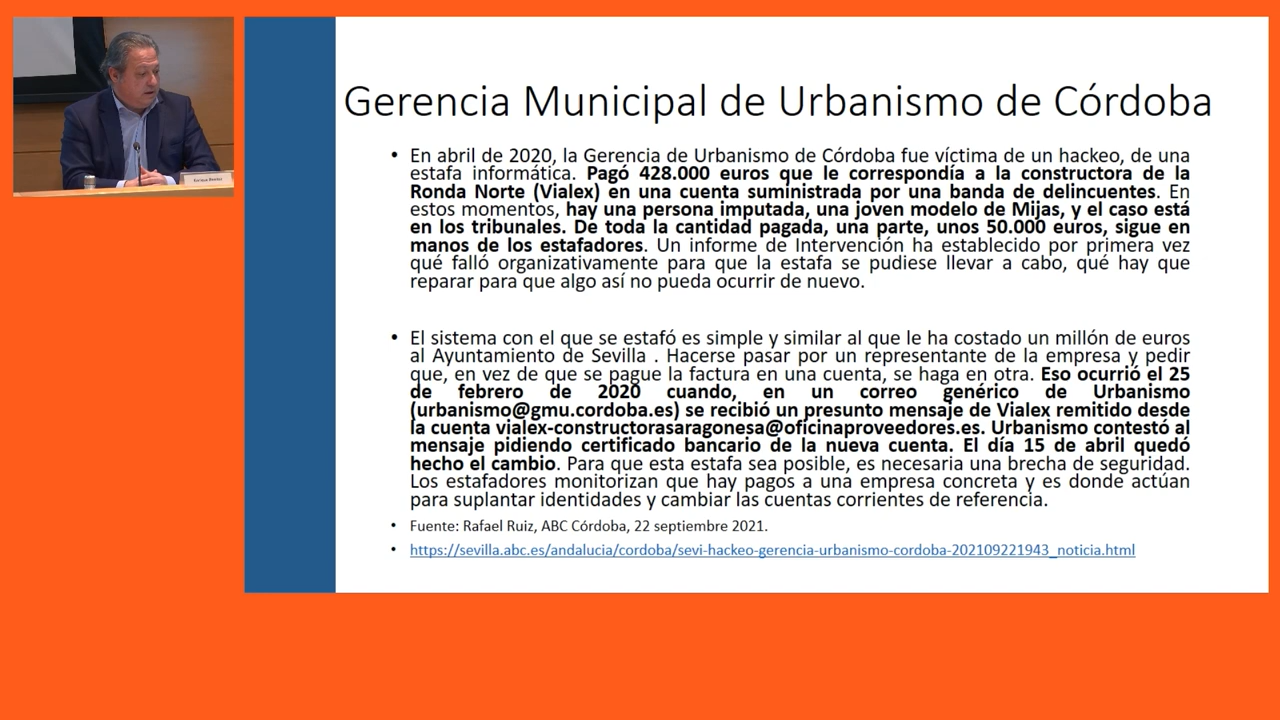 Gerencia Municipal de Urbanismo de Córdoba
• En abril de 2020, la Gerencia de Urbanismo de Córdoba fue víctima de un hackeo, de una
estafa informática. Pagó 428.000 euros que le correspondía a la constructora de la
Ronda Norte (Vialex) en una cuenta suministrada por una banda de delincuentes. En
estos momentos, hay una persona imputada, una joven modelo de Mijas, y el caso está
en los tribunales. De toda la cantidad pagada, una parte, unos 50.000 euros, sigue en
manos de los estafadores. Un informe de Intervención ha establecido por primera vez
qué falló organizativamente para que la estafa se pudiese llevar a cabo, qué hay que
reparar para que algo así no pueda ocurrir de nuevo.
• El sistema con el que se estafó es simple y similar al que le ha costado un millón de euros
al Ayuntamiento de Sevilla . Hacerse pasar por un representante de la empresa y pedir
que, en vez de que se pague la factura en una cuenta, se haga en otra. Eso ocurrió el 25
de febrero de 2020 cuando, en un correo genérico de Urbanismo
(urbanismo@gmu.cordoba.es) se recibió un presunto mensaje de Vialex remitido desde
la cuenta vialex-constructorasaragonesa@oficinaproveedores.es. Urbanismo contestó al
mensaje pidiendo certificado bancario de la nueva cuenta. El día 15 de abril quedó
hecho el cambio. Para que esta estafa sea posible, es necesaria una brecha de seguridad.
Los estafadores monitorizan que hay pagos a una empresa concreta y es donde actúan
para suplantar identidades y cambiar las cuentas corrientes de referencia.
• Fuente: Rafael Ruiz, ABC Córdoba, 22 septiembre 2021.
• https://sevilla.abc.es/andalucia/cordoba/sevi-hackeo-gerencia-urbanismo-cordoba-202109221943_noticia.html
Enrique Benítez